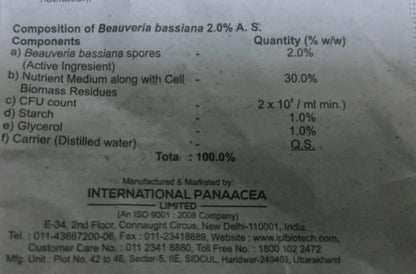 Composition of Beauveria bassiana 2.0% A. S.
Components Quantity (% w/w)
a) Beauveria bassiana spores - 2.0%
(Active Ingresient)
b) Nutrient Medium along with Cell - 30.0%
Biomass Residues
c) CFU count - 2 x 10⁸ / ml min.)
d) Starch - 1.0%
e) Glycerol - 1.0%
f) Carrier (Distilled water) - Q.S.
Total : 100.0%
Manufactured & Marketed by:
INTERNATIONAL PANAACEA
LIMITED
(An ISO 9001 : 2008 Company)
E-34, 2nd Floor, Connaught Circus, New Delhi-110001, India.
Tel. : 011-43667200-06, Fax : 011-23418889, Website : www.iplbiotech.com,
Customer Care No. : 011 2341 8880, Toll Free No. : 1800 102 2472
Mfg. Unit : Plot No. 42 to 46, Sector-5, IIE, SIDCUL, Haridwar-249403, Uttarakhand